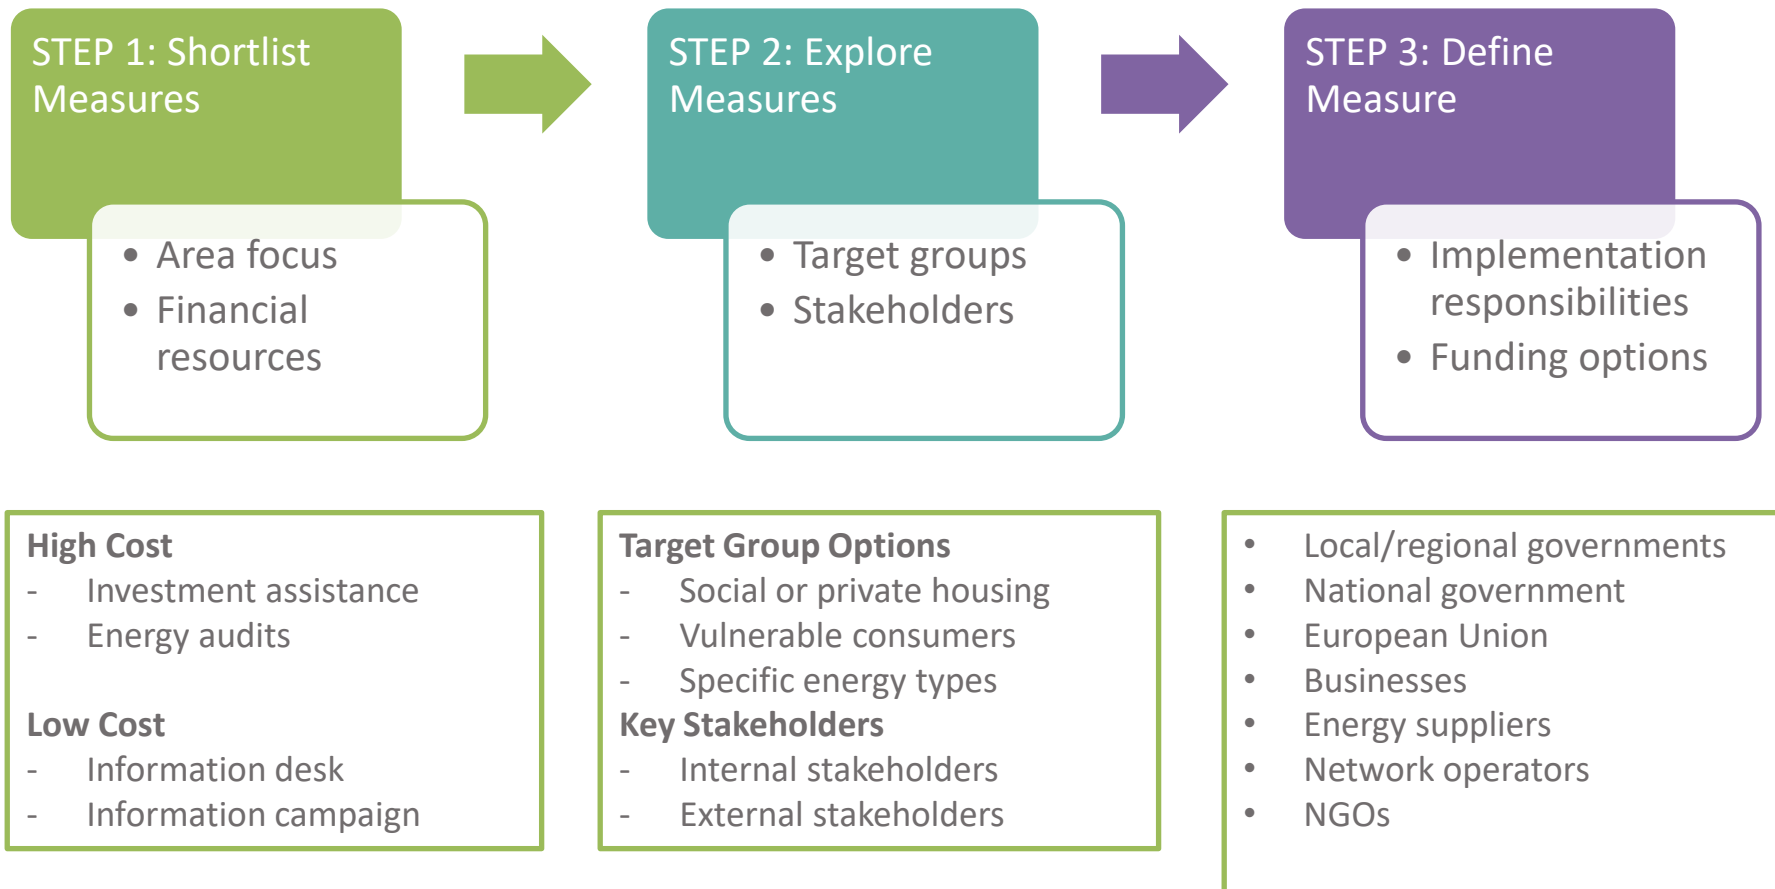 STEP 1: Shortlist
Measures
• Area focus
• Financial
resources
STEP 2: Explore
Measures
• Target groups
• Stakeholders
STEP 3: Define
Measure
• Implementation
responsibilities
• Funding options
High Cost
- Investment assistance
- Energy audits
Low Cost
- Information desk
- Information campaign
Target Group Options
- Social or private housing
- Vulnerable consumers
- Specific energy types
Key Stakeholders
- Internal stakeholders
- External stakeholders
• Local/regional governments
• National government
• European Union
• Businesses
• Energy suppliers
• Network operators
• NGOs